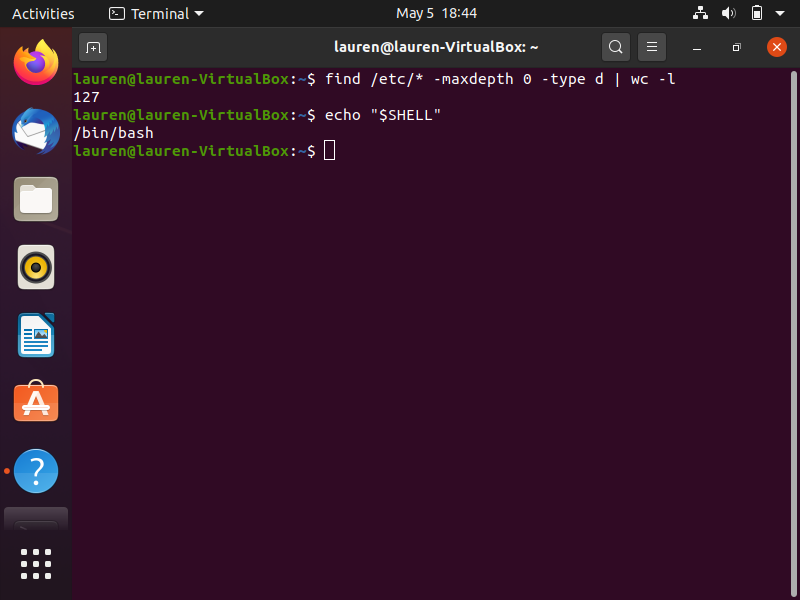 Activities Terminal May 5 18:44
lauren@lauren-VirtualBox: ~
lauren@lauren-VirtualBox:~$ find /etc/* -maxdepth 0 -type d | wc -l
127
lauren@lauren-VirtualBox:~$ echo "$SHELL"
/bin/bash
lauren@lauren-VirtualBox:~$